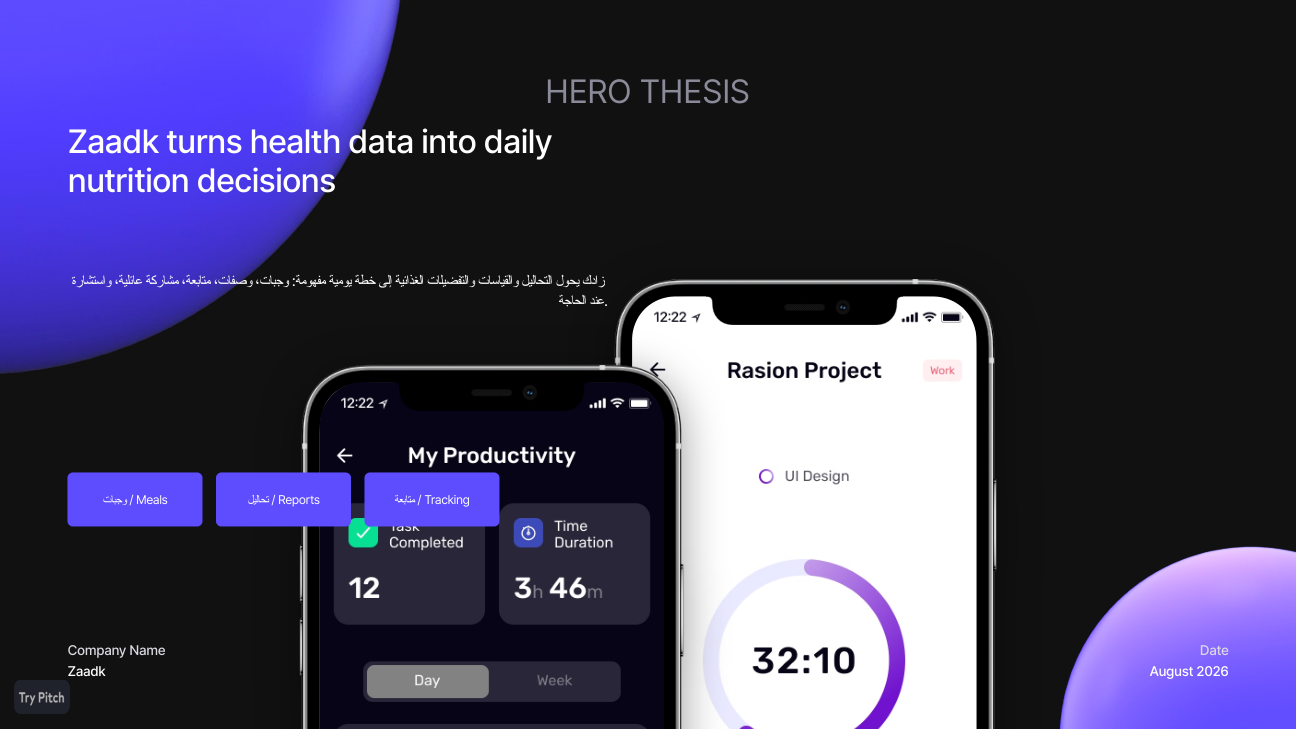 HERO THESIS
Zaadk turns health data into daily
nutrition decisions
زادك يحول التحاليل والقياسات والتفضيلات الغذائية إلى خطة يومية مفهومة: وجبات، وصفات، متابعة، مشاركة عائلية، واستشارة
عند الحاجة.
12:22
Rasion Project
Work
12:22
My Productivity
UI Design
وجبات / Meals
تحاليل / Reports
متابعة / Tracking
Task
Completed
Time
Duration
12
3h 46m
32:10
Company Name
Zaadk
Date
August 2026
Day
Week
Try Pitch